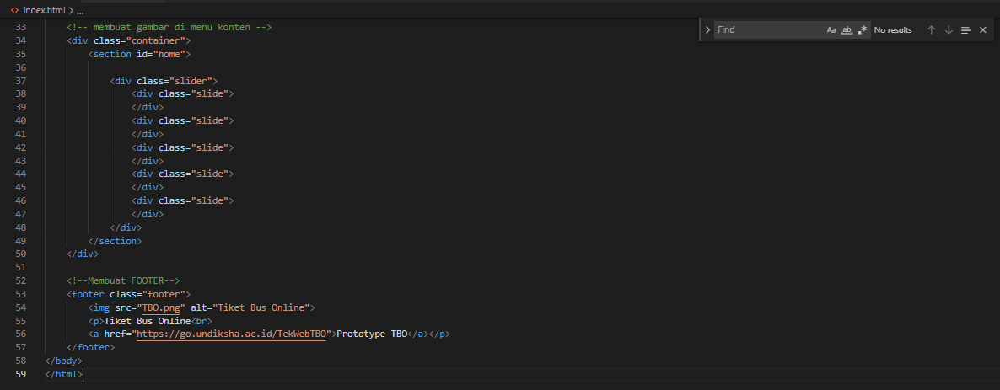 index.html > ...
Find
Aa ab .*
No results
33 <!-- membuat gambar di menu konten -->
34 <div class="container">
35 <section id="home">
36
37 <div class="slider">
38 <div class="slide">
39 </div>
40 <div class="slide">
41 </div>
42 <div class="slide">
43 </div>
44 <div class="slide">
45 </div>
46 <div class="slide">
47 </div>
48 </div>
49 </section>
50 </div>
51
52 <!--Membuat FOOTER-->
53 <footer class="footer">
54 <img src="TBO.png" alt="Tiket Bus Online">
55 <p>Tiket Bus Online<br>
56 <a href="https://go.undiksha.ac.id/TekWebTBO">Prototype TBO</a></p>
57 </footer>
58 </body>
59 </html>